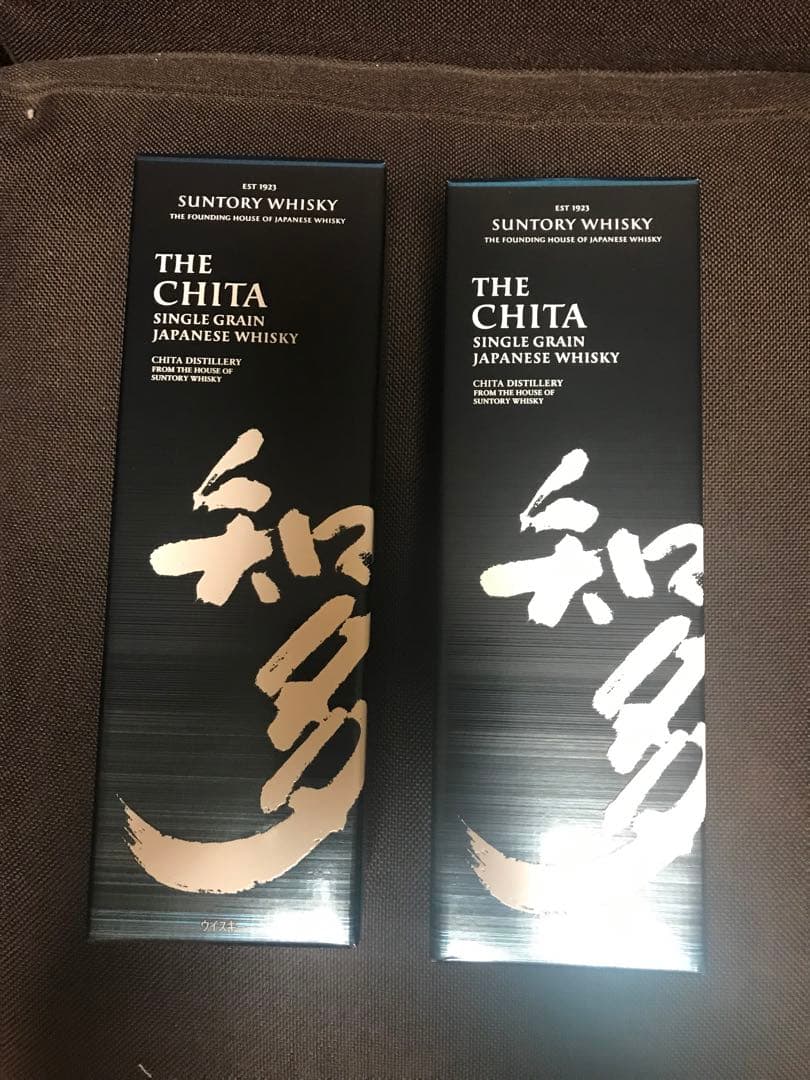 EST 1923
SUNTORY WHISKY
THE FOUNDING HOUSE OF JAPANESE WHISKY
THE
CHITA
SINGLE GRAIN
JAPANESE WHISKY
CHITA DISTILLERY
FROM THE HOUSE OF
SUNTORY WHISKY
知
多
ウイスキー
EST 1923
SUNTORY WHISKY
THE FOUNDING HOUSE OF JAPANESE WHISKY
THE
CHITA
SINGLE GRAIN
JAPANESE WHISKY
CHITA DISTILLERY
FROM THE HOUSE OF
SUNTORY WHISKY
知
多